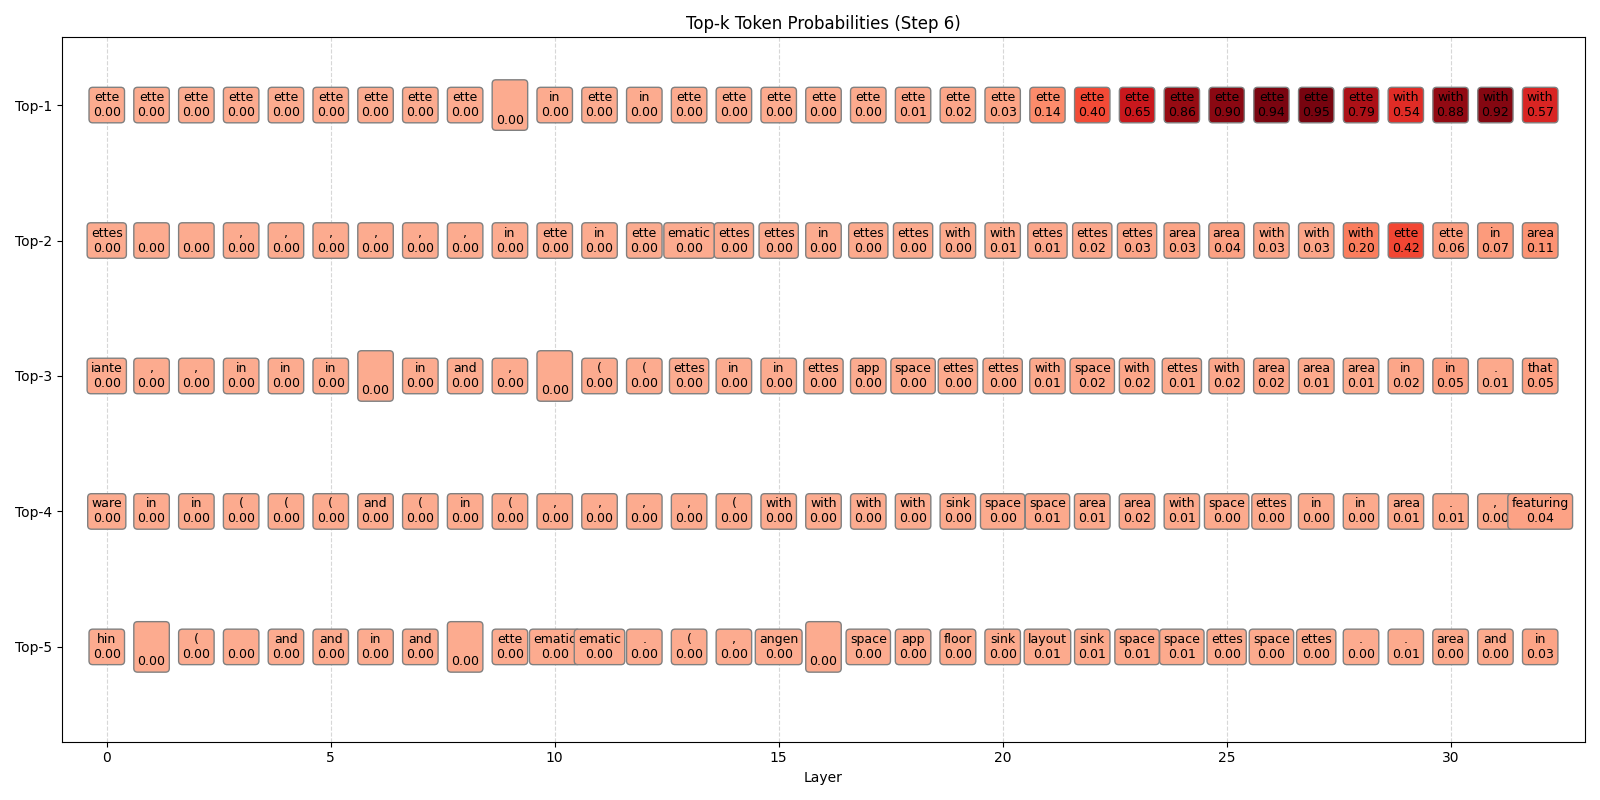 Top-k Token Probabilities (Step 6)
Top-1
ette ette ette ette ette ette ette ette ette in ette in ette ette ette ette ette ette ette ette ette ette ette ette ette ette ette ette with with with with
0.00 0.00 0.00 0.00 0.00 0.00 0.00 0.00 0.00 0.00 0.00 0.00 0.00 0.00 0.00 0.00 0.00 0.00 0.01 0.02 0.03 0.14 0.40 0.65 0.86 0.90 0.94 0.95 0.79 0.54 0.88 0.92 0.57
Top-2
ettes , , , , , , in ette in ette ematic ettes ettes in ettes ettes with with ettes ettes ettes area area with with with ette ette in area
0.00 0.00 0.00 0.00 0.00 0.00 0.00 0.00 0.00 0.00 0.00 0.00 0.00 0.00 0.00 0.00 0.00 0.00 0.00 0.00 0.01 0.01 0.02 0.03 0.03 0.04 0.03 0.03 0.20 0.42 0.06 0.07 0.11
Top-3
iante , , in in in in and , ( ( ettes in in ettes app space ettes ettes with space with ettes with area area area in in . that
0.00 0.00 0.00 0.00 0.00 0.00 0.00 0.00 0.00 0.00 0.00 0.00 0.00 0.00 0.00 0.00 0.00 0.00 0.00 0.00 0.00 0.01 0.02 0.02 0.01 0.02 0.02 0.01 0.01 0.02 0.05 0.01 0.05
Top-4
ware in in ( ( ( and ( in ( , , , , ( with with with with sink space space area area with space ettes in in area . , featuring
0.00 0.00 0.00 0.00 0.00 0.00 0.00 0.00 0.00 0.00 0.00 0.00 0.00 0.00 0.00 0.00 0.00 0.00 0.00 0.00 0.00 0.01 0.01 0.02 0.01 0.00 0.00 0.00 0.00 0.01 0.01 0.00 0.04
Top-5
hin ( and and in and ette ematic ematic . ( , angen space app floor sink layout sink space space ettes space ettes . . area and in
0.00 0.00 0.00 0.00 0.00 0.00 0.00 0.00 0.00 0.00 0.00 0.00 0.00 0.00 0.00 0.00 0.00 0.00 0.00 0.00 0.00 0.01 0.01 0.01 0.01 0.00 0.00 0.00 0.00 0.01 0.00 0.00 0.03
0 5 10 15 20 25 30
Layer